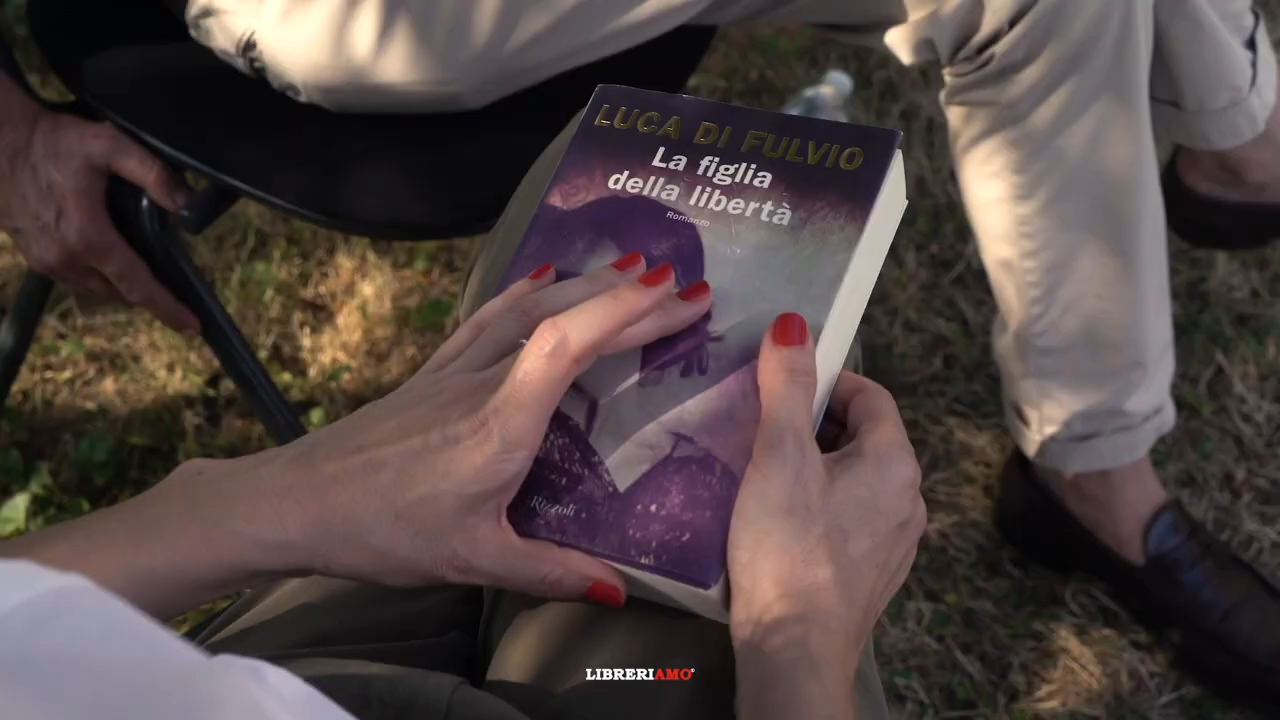 LUCA DI FULVIO
La figlia
della libertà
Romanzo
Rizzoli
LIBRERIAMO®